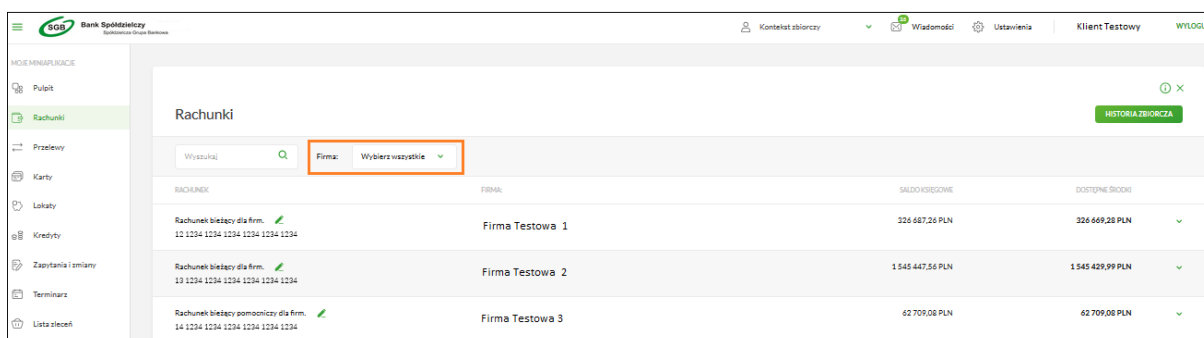 SGB Bank Spółdzielczy
Spółdzielcza Grupa Bankowa
Kontekst zbiorczy
Wiadomości
Ustawienia
Klient Testowy
WYLOGU
MOJE MINIAPLIKACJE
Pulpit
Rachunki
Przelewy
Karty
Lokaty
Kredyty
Zapytania i zmiany
Terminarz
Lista zleceń
Rachunki
HISTORIA ZBIORCZA
Wyszukaj
Firma: Wybierz wszystkie
RACHUNEK FIRMA: SALDO KSIĘGOWE DOSTĘPNE ŚRODKI
Rachunek bieżący dla firm.
12 1234 1234 1234 1234 1234 1234
Firma Testowa 1
326 687,26 PLN
326 669,28 PLN
Rachunek bieżący dla firm.
13 1234 1234 1234 1234 1234 1234
Firma Testowa 2
1 545 447,56 PLN
1 545 429,99 PLN
Rachunek bieżący pomocniczy dla firm.
14 1234 1234 1234 1234 1234 1234
Firma Testowa 3
62 709,08 PLN
62 709,08 PLN